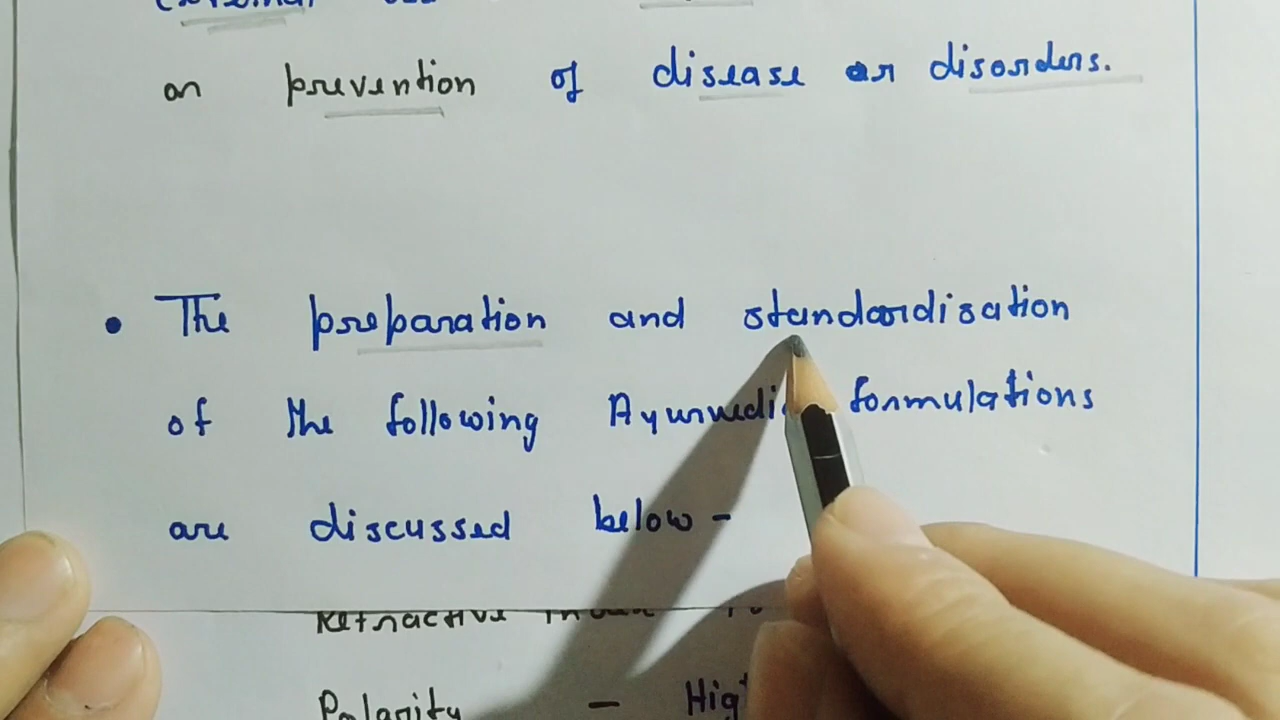 or prevention of disease or disorders.
• The preparation and standardisation
of the following Ayurvedic formulations
are discussed below -
Refractive
Polarity -